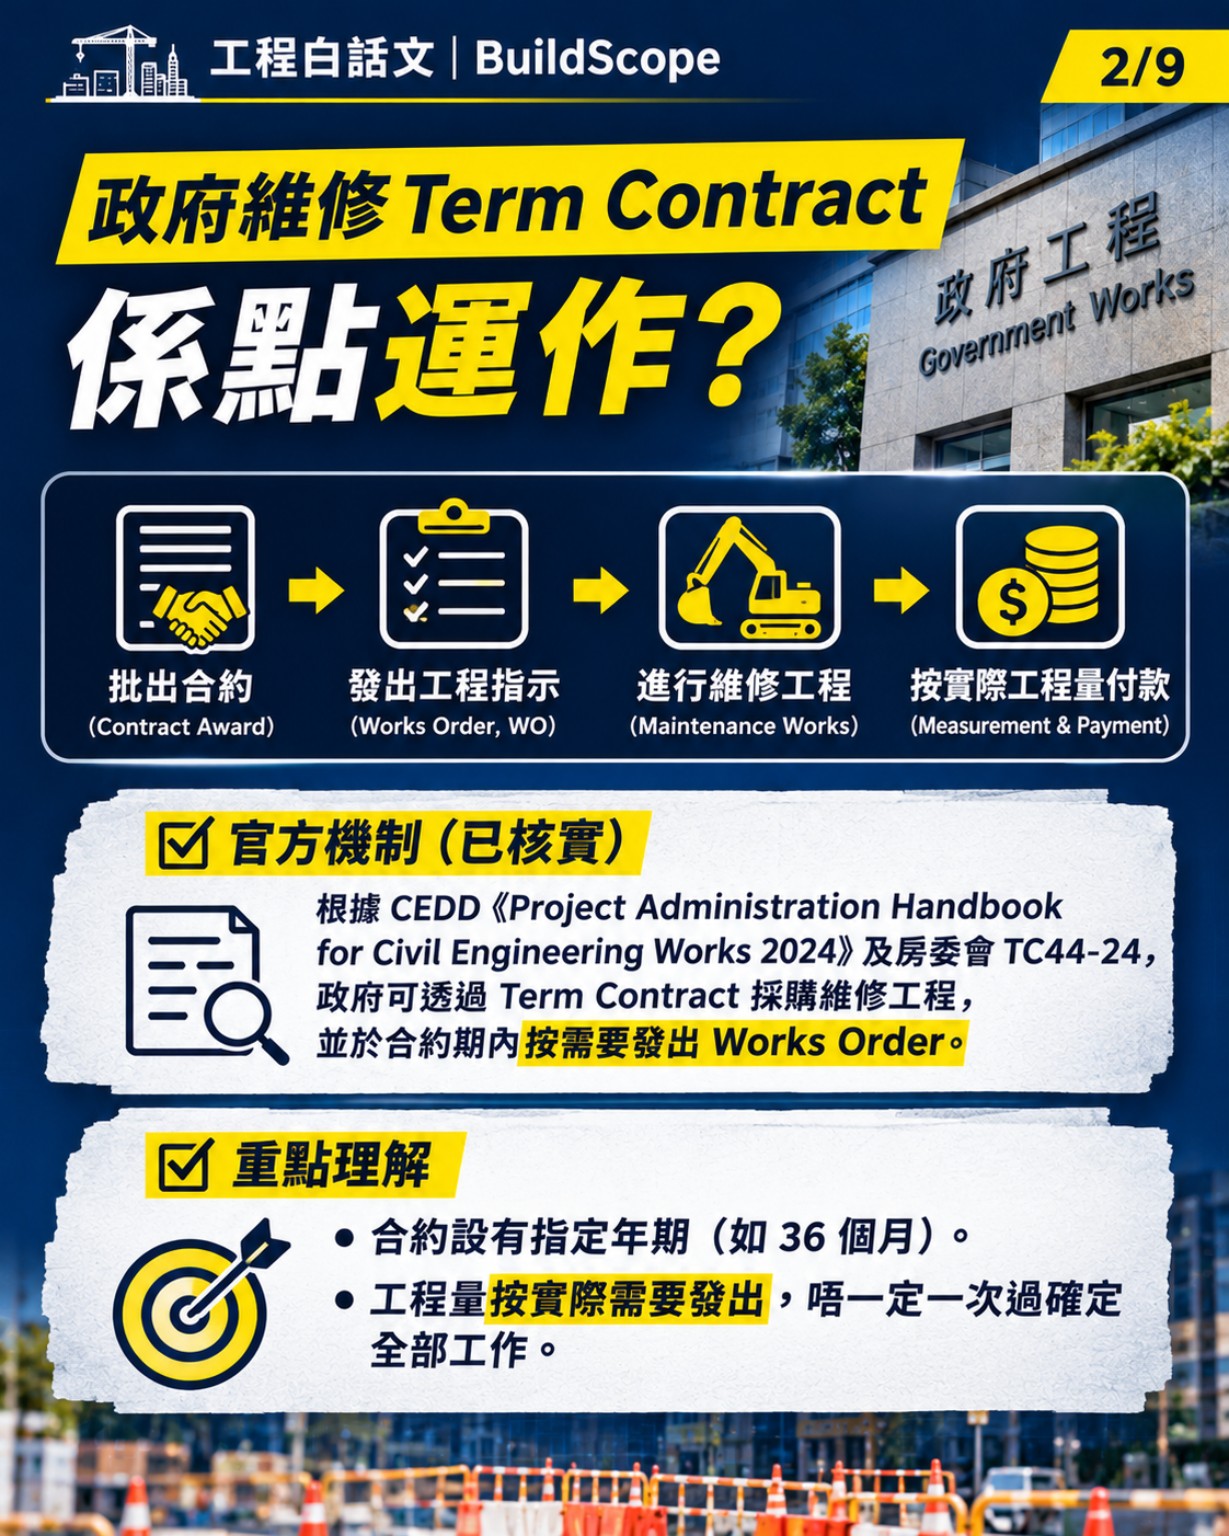 工程白話文｜BuildScope
2/9
政府維修 Term Contract
係點運作?
政府工程
Government Works
批出合約
(Contract Award)
發出工程指示
(Works Order, WO)
進行維修工程
(Maintenance Works)
按實際工程量付款
(Measurement & Payment)
官方機制（已核實）
根據 CEDD《Project Administration Handbook
for Civil Engineering Works 2024》及房委會 TC44-24，
政府可透過 Term Contract 採購維修工程，
並於合約期內按需要發出 Works Order。
重點理解
• 合約設有指定年期（如 36 個月）。
• 工程量按實際需要發出，唔一定一次過確定
全部工作。